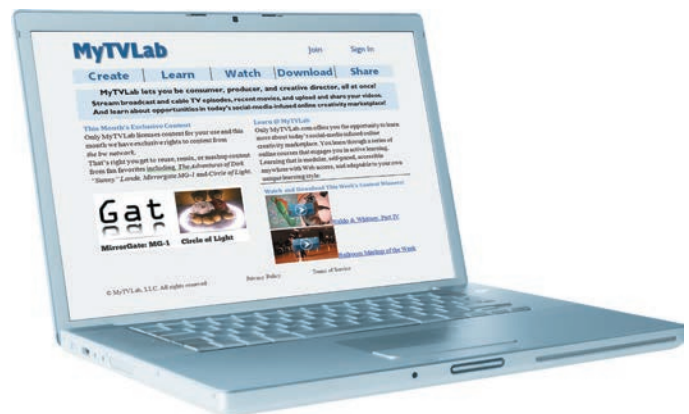 MyTVLab
Join Sign In
Create Learn Watch Download Share
MyTVLab lets you be consumer, producer, and creative director, all at once!
Stream broadcast and cable TV episodes, recent movies, and upload and share your videos.
And learn about opportunities in today's social-media-infused online creativity marketplace!
This Month's Exclusive Content
Only MyTVLab licenses content for your use and this
month we have exclusive rights to content from
the bw network.
That's right you get to reuse, remix, or mashup content
from fan favorites including, The Adventures of Dark
"Sunny" Lands, MirrorGate MG-1 and Circle of Light.
Gat
MirrorGate: MG-1
Circle of Light
Learn @ MyTVLab
Only MyTVLab.com offers you the opportunity to learn
more about today's social-media-infused online
creativity marketplace. You learn through a series of
online courses that engages you in active learning.
Learning that is modular, self-paced, accessible
anywhere with Web access, and adaptable to your own
unique learning style
Watch and Download This Week's Contest Winners!
Waldo & Whitney: Part IV
Ballroom Mashup of the Week
© MyTVLab, LLC. All rights reserved
Privacy Policy
Terms of Service